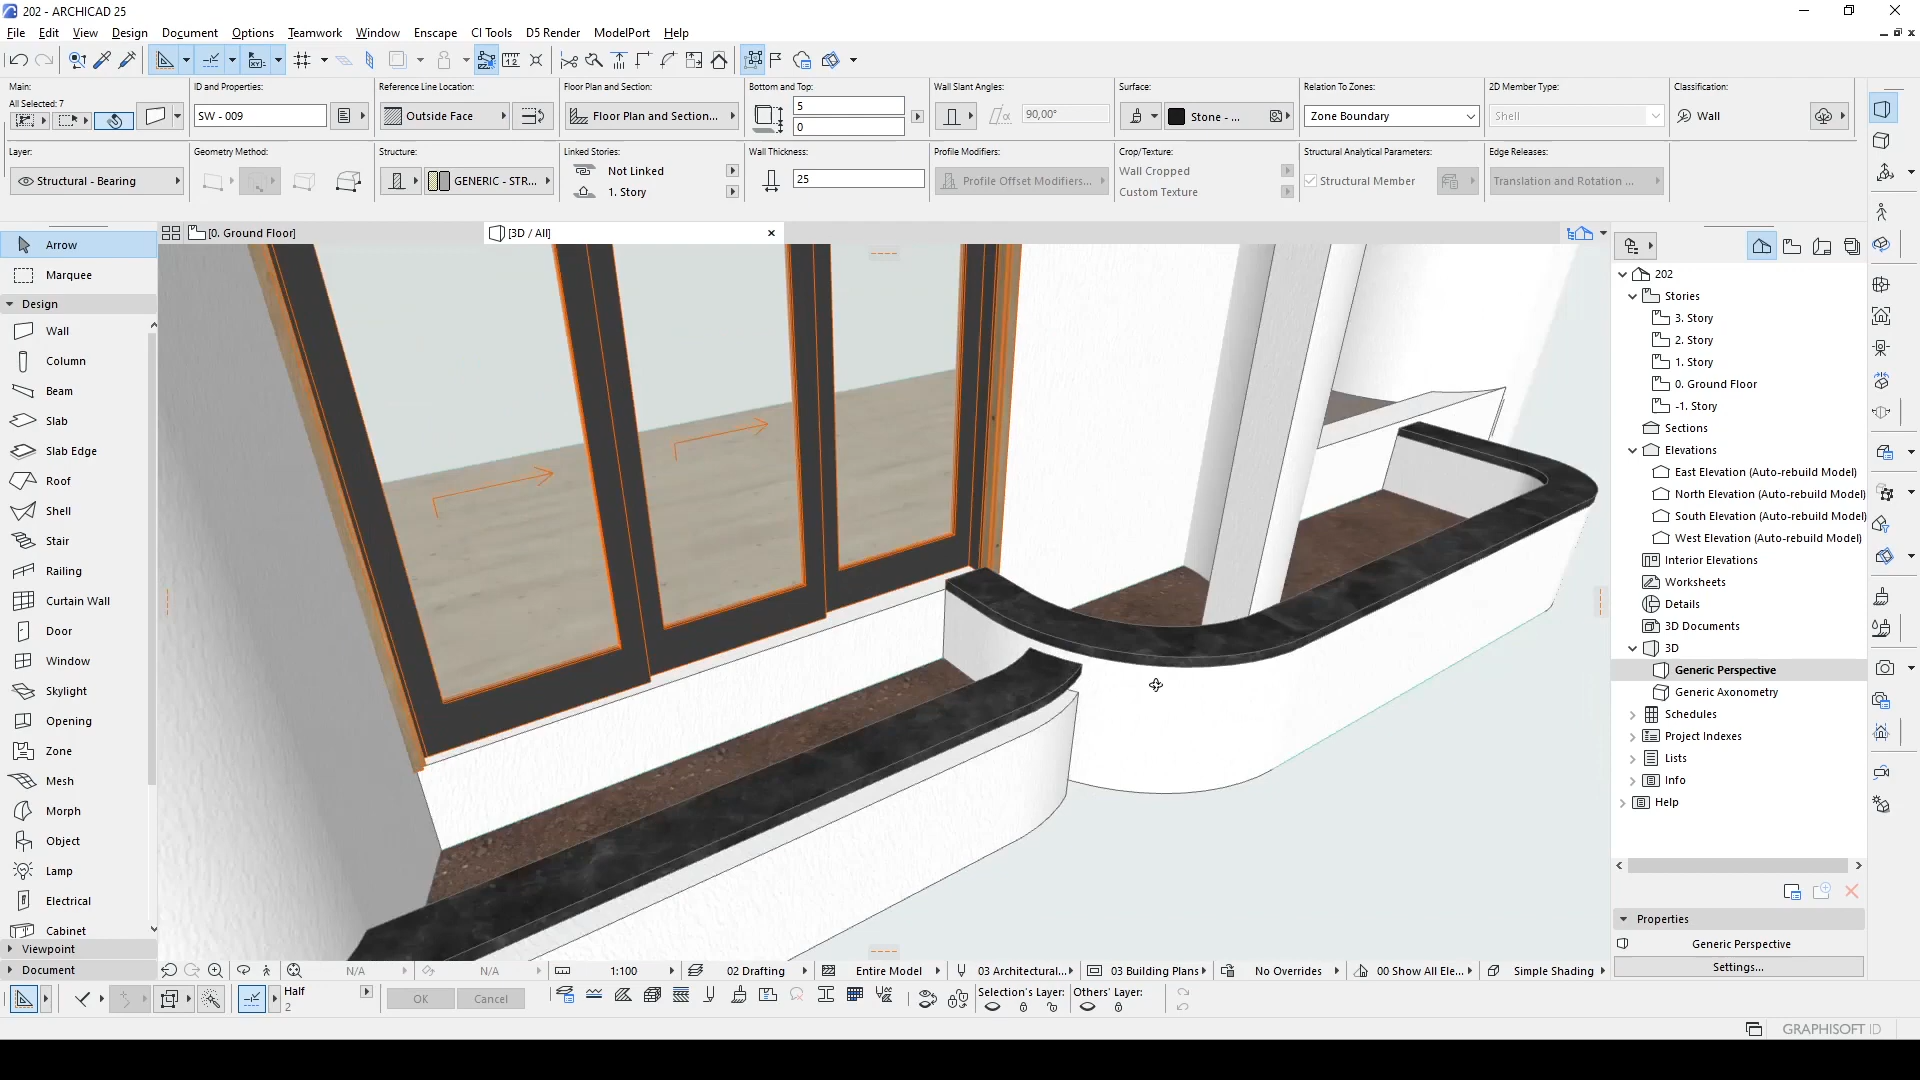 202 - ARCHICAD 25
File Edit View Design Document Options Teamwork Window Enscape CI Tools D5 Render ModelPort Help
Main: ID and Properties: Reference Line Location: Floor Plan and Section: Bottom and Top: Wall Slant Angles: Surface: Relation To Zones: 2D Member Type: Classification:
All Selected: 7
SW - 009 Outside Face Floor Plan and Section... 5 0 90,00° Stone - ... Zone Boundary Shell Wall
Layer: Geometry Method: Structure: Linked Stories: Wall Thickness: Profile Modifiers: Crop/Texture: Structural Analytical Parameters: Edge Releases:
Structural - Bearing GENERIC - STR... Not Linked 25 Profile Offset Modifiers... Wall Cropped Structural Member Translation and Rotation ...
1. Story Custom Texture
[0. Ground Floor] [3D / All]
Arrow
Marquee
Design
Wall
Column
Beam
Slab
Slab Edge
Roof
Shell
Stair
Railing
Curtain Wall
Door
Window
Skylight
Opening
Zone
Mesh
Morph
Object
Lamp
Electrical
Cabinet
Viewpoint
Document
202
Stories
3. Story
2. Story
1. Story
0. Ground Floor
-1. Story
Sections
Elevations
East Elevation (Auto-rebuild Model)
North Elevation (Auto-rebuild Model)
South Elevation (Auto-rebuild Model)
West Elevation (Auto-rebuild Model)
Interior Elevations
Worksheets
Details
3D Documents
3D
Generic Perspective
Generic Axonometry
Schedules
Project Indexes
Lists
Info
Help
Properties
Generic Perspective
Settings...
N/A N/A 1:100 02 Drafting Entire Model 03 Architectural... 03 Building Plans No Overrides 00 Show All Ele... Simple Shading
Half
2
OK Cancel
Selection's Layer: Others' Layer:
GRAPHISOFT ID